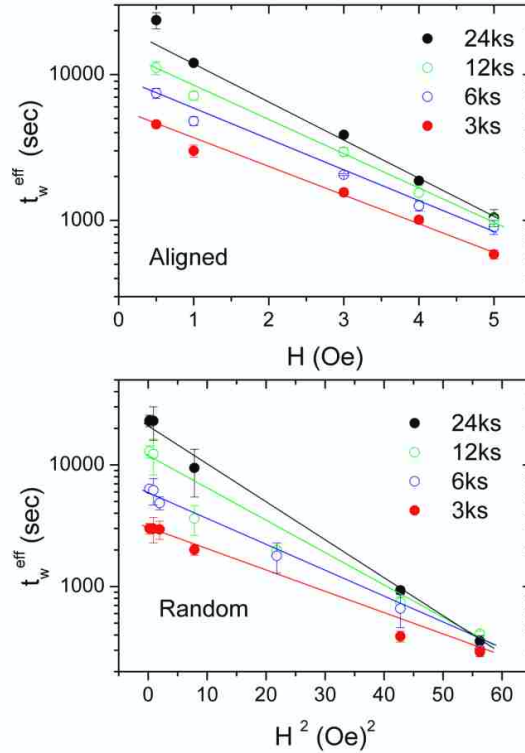 24ks
12ks
6ks
3ks
10000
1000
t_w^eff (sec)
Aligned
0 1 2 3 4 5
H (Oe)
24ks
12ks
6ks
3ks
10000
1000
t_w^eff (sec)
Random
0 10 20 30 40 50 60
H ² (Oe)²